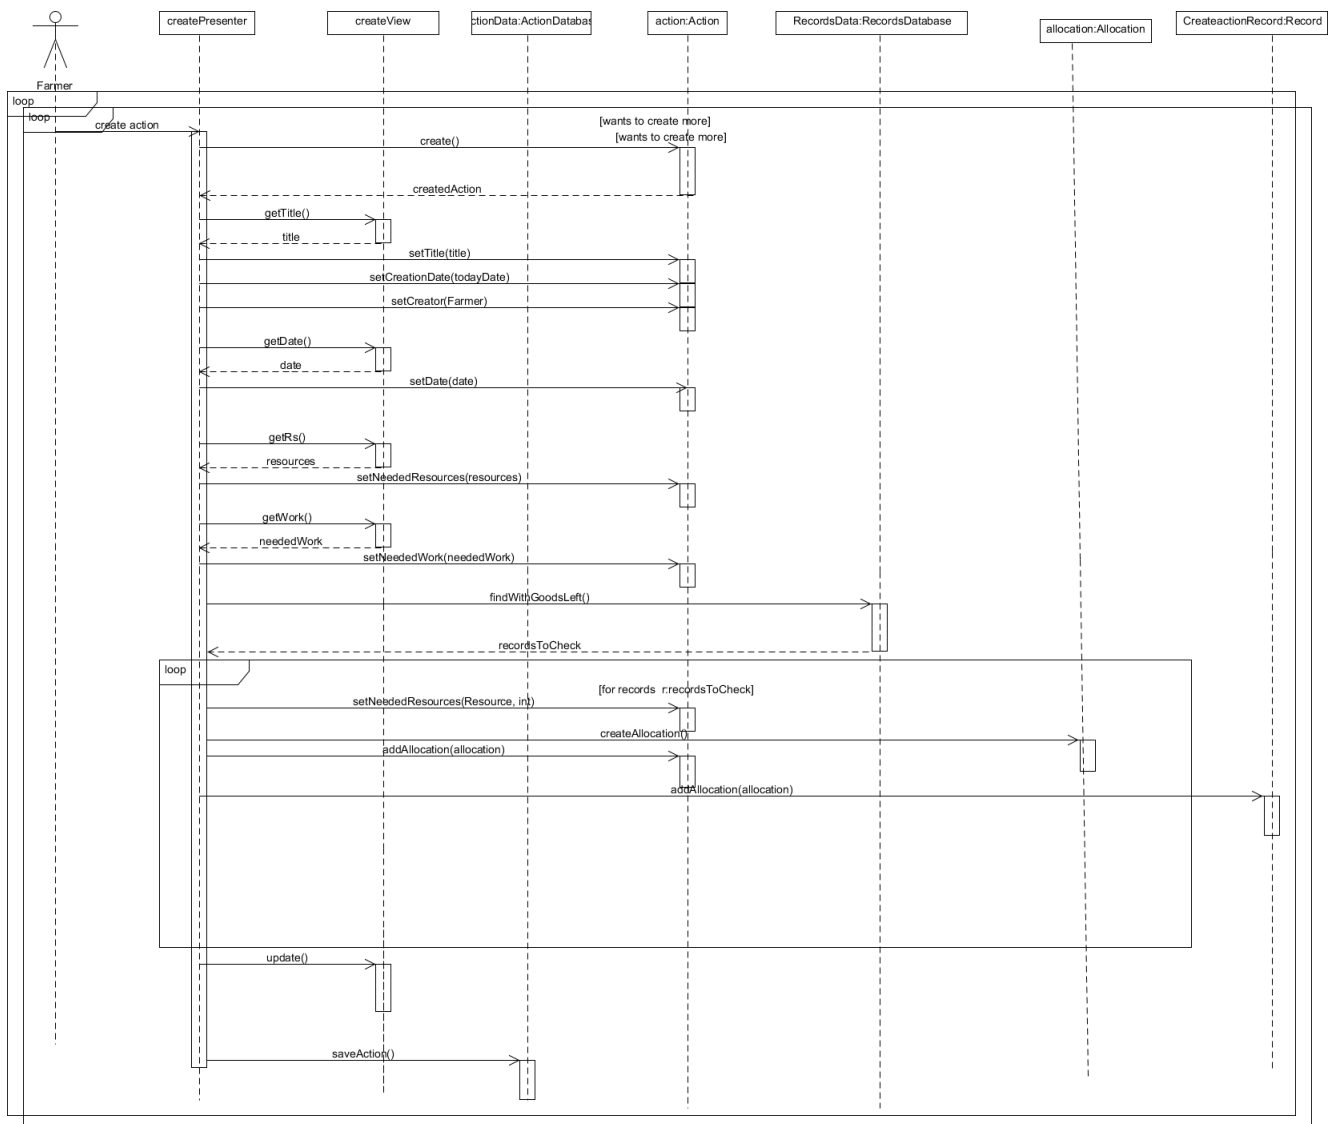 createPresenter
createView
ctionData:ActionDatabas
action:Action
RecordsData:RecordsDatabase
allocation:Allocation
CreateactionRecord:Record
Farmer
loop
loop
create action
[wants to create more]
[wants to create more]
create()
createdAction
getTitle()
title
setTitle(title)
setCreationDate(todayDate)
setCreator(Farmer)
getDate()
date
setDate(date)
getRs()
resources
setNeededResources(resources)
getWork()
neededWork
setNeededWork(neededWork)
findWithGoodsLeft()
recordsToCheck
loop
[for records r:recordsToCheck]
setNeededResources(Resource, int)
createAllocation()
addAllocation(allocation)
addAllocation(allocation)
update()
saveAction()